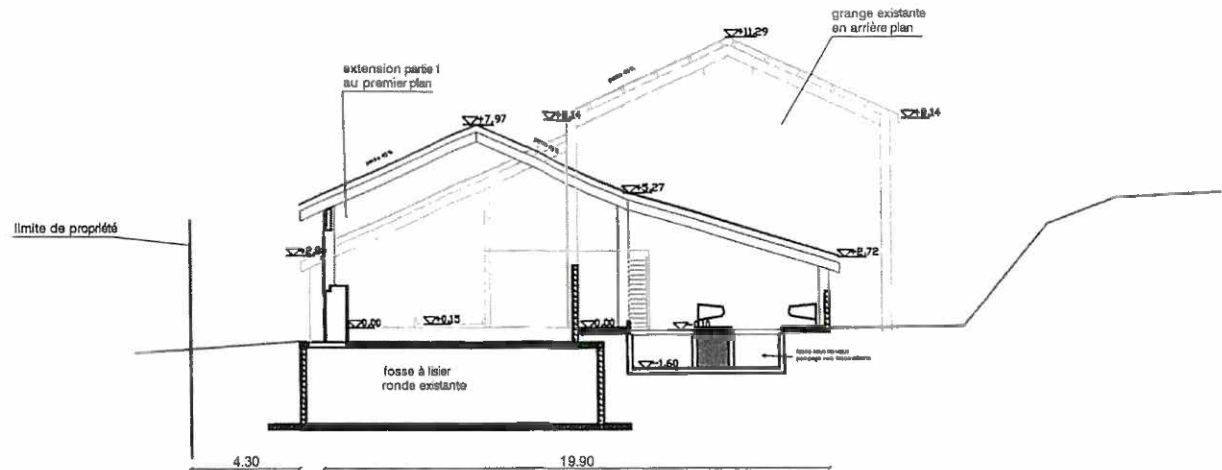 grange existante
en arrière plan
+11,29
extension partie 1
au premier plan
+8,14
+8,14
+7,97
+5,27
limite de propriété
+2,72
0,00
+0,15
0,00
-0,10
-1,60
fosse à lisier
ronde existante
4.30
19.90